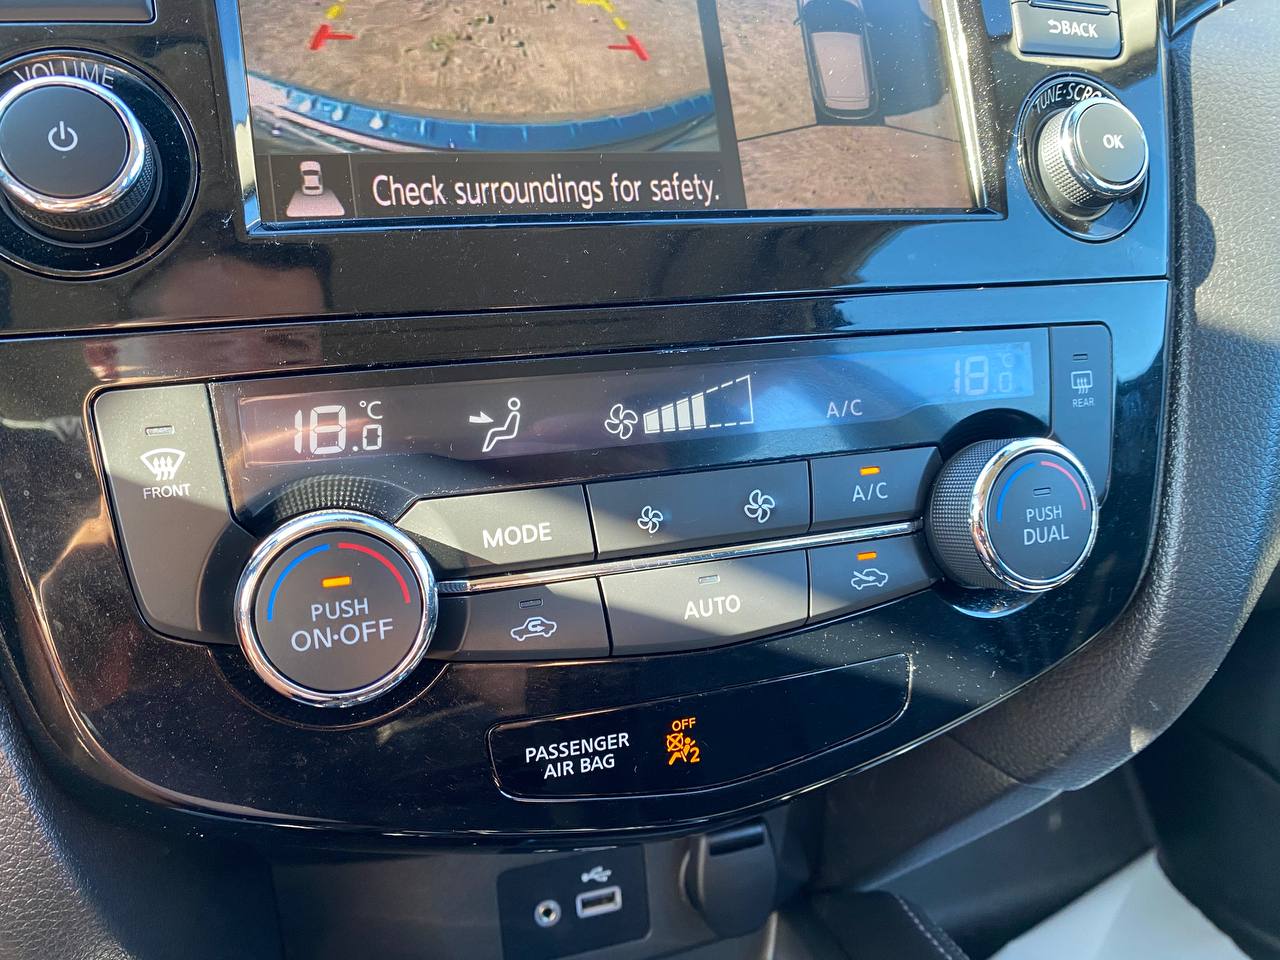 VOLUME
BACK
TUNE·SCRO
OK
Check surroundings for safety.
18.0°C
A/C
18.0°C
FRONT
REAR
MODE
A/C
PUSH
DUAL
PUSH
ON·OFF
AUTO
PASSENGER
AIR BAG
OFF
2